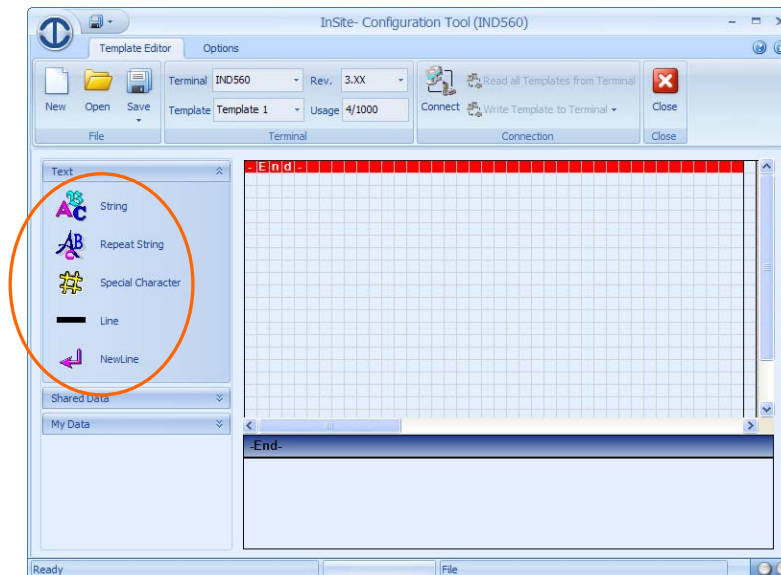 InSite- Configuration Tool (IND560)
Template Editor Options
Terminal IND560 Rev. 3.XX
Template Template 1 Usage 4/1000
New Open Save
File
Terminal
Connect
Read all Templates from Terminal
Write Template to Terminal
Connection
Close
Close
Text
String
Repeat String
Special Character
Line
NewLine
Shared Data
My Data
-End-
-End-
Ready
File